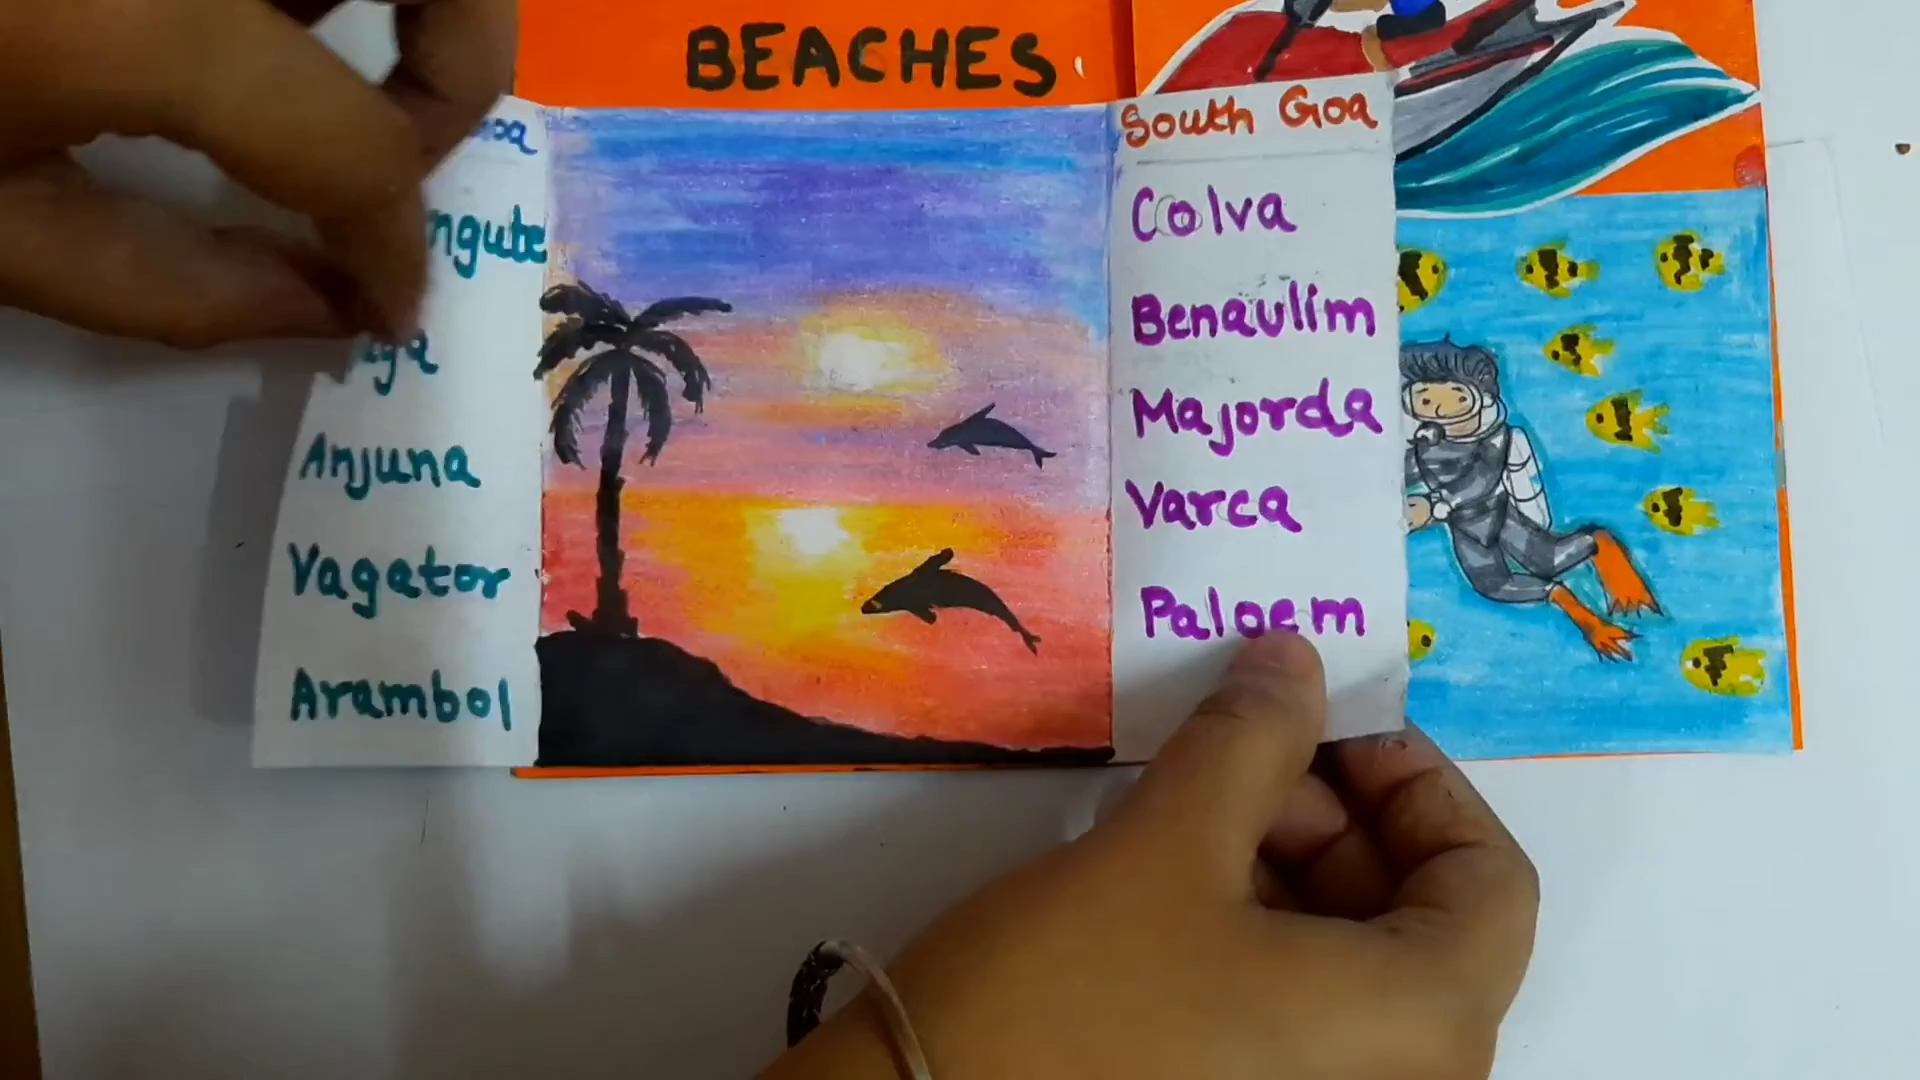 BEACHES
Anjuna
Vagator
Arambol
South Goa
Colva
Benaulim
Majorda
Varca
Paloem